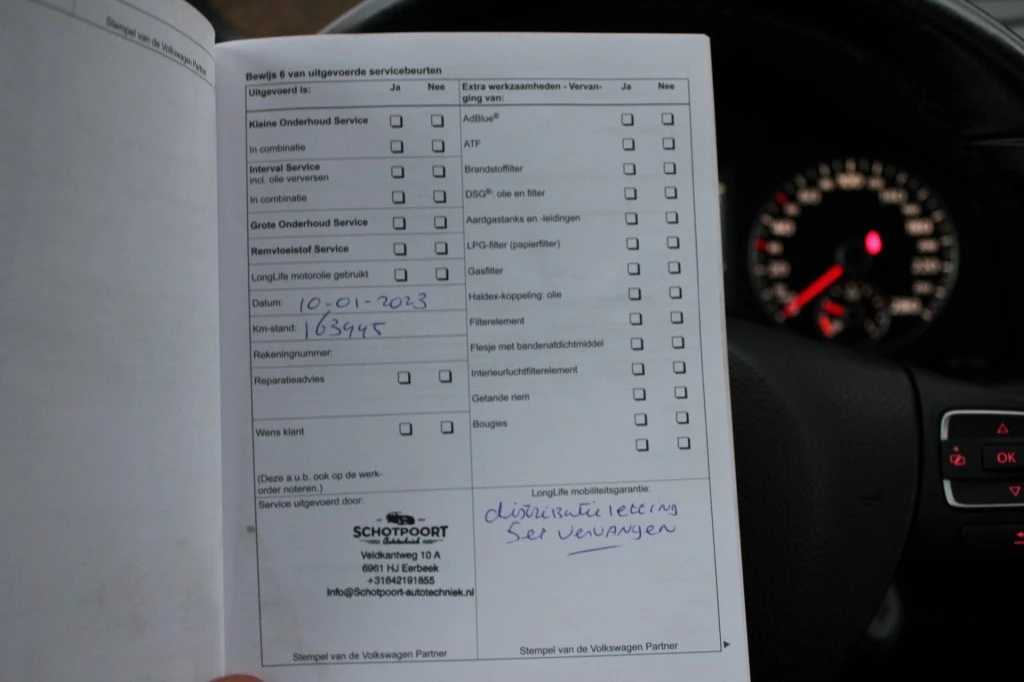 Stempel van de Volkswagen Partner
Bewijs 6 van uitgevoerde servicebeurten
Uitgevoerd is: Ja Nee
Kleine Onderhoud Service
In combinatie
Interval Service
incl. olie verversen
In combinatie
Grote Onderhoud Service
Remvloeistof Service
LongLife motorolie gebruikt
Datum: 10-01-2023
Km-stand: 163945
Rekeningnummer:
Reparatieadvies
Wens klant
(Deze a.u.b. ook op de werk-
order noteren.)
Service uitgevoerd door:
SCHOTPOORT
Autotechniek
Veldkantweg 10 A
6961 HJ Eerbeek
+31642191855
Info@Schotpoort-autotechniek.nl
Stempel van de Volkswagen Partner
Extra werkzaamheden - Vervan-
ging van: Ja Nee
AdBlue®
ATF
Brandstoffilter
DSG®: olie en filter
Aardgastanks en -leidingen
LPG-filter (papierfilter)
Gasfilter
Haldex-koppeling: olie
Filterelement
Flesje met bandenafdichtmiddel
Interieurluchtfilterelement
Getande riem
Bougies
LongLife mobiliteitsgarantie:
distributieketting
Set vervangen
Stempel van de Volkswagen Partner
OK